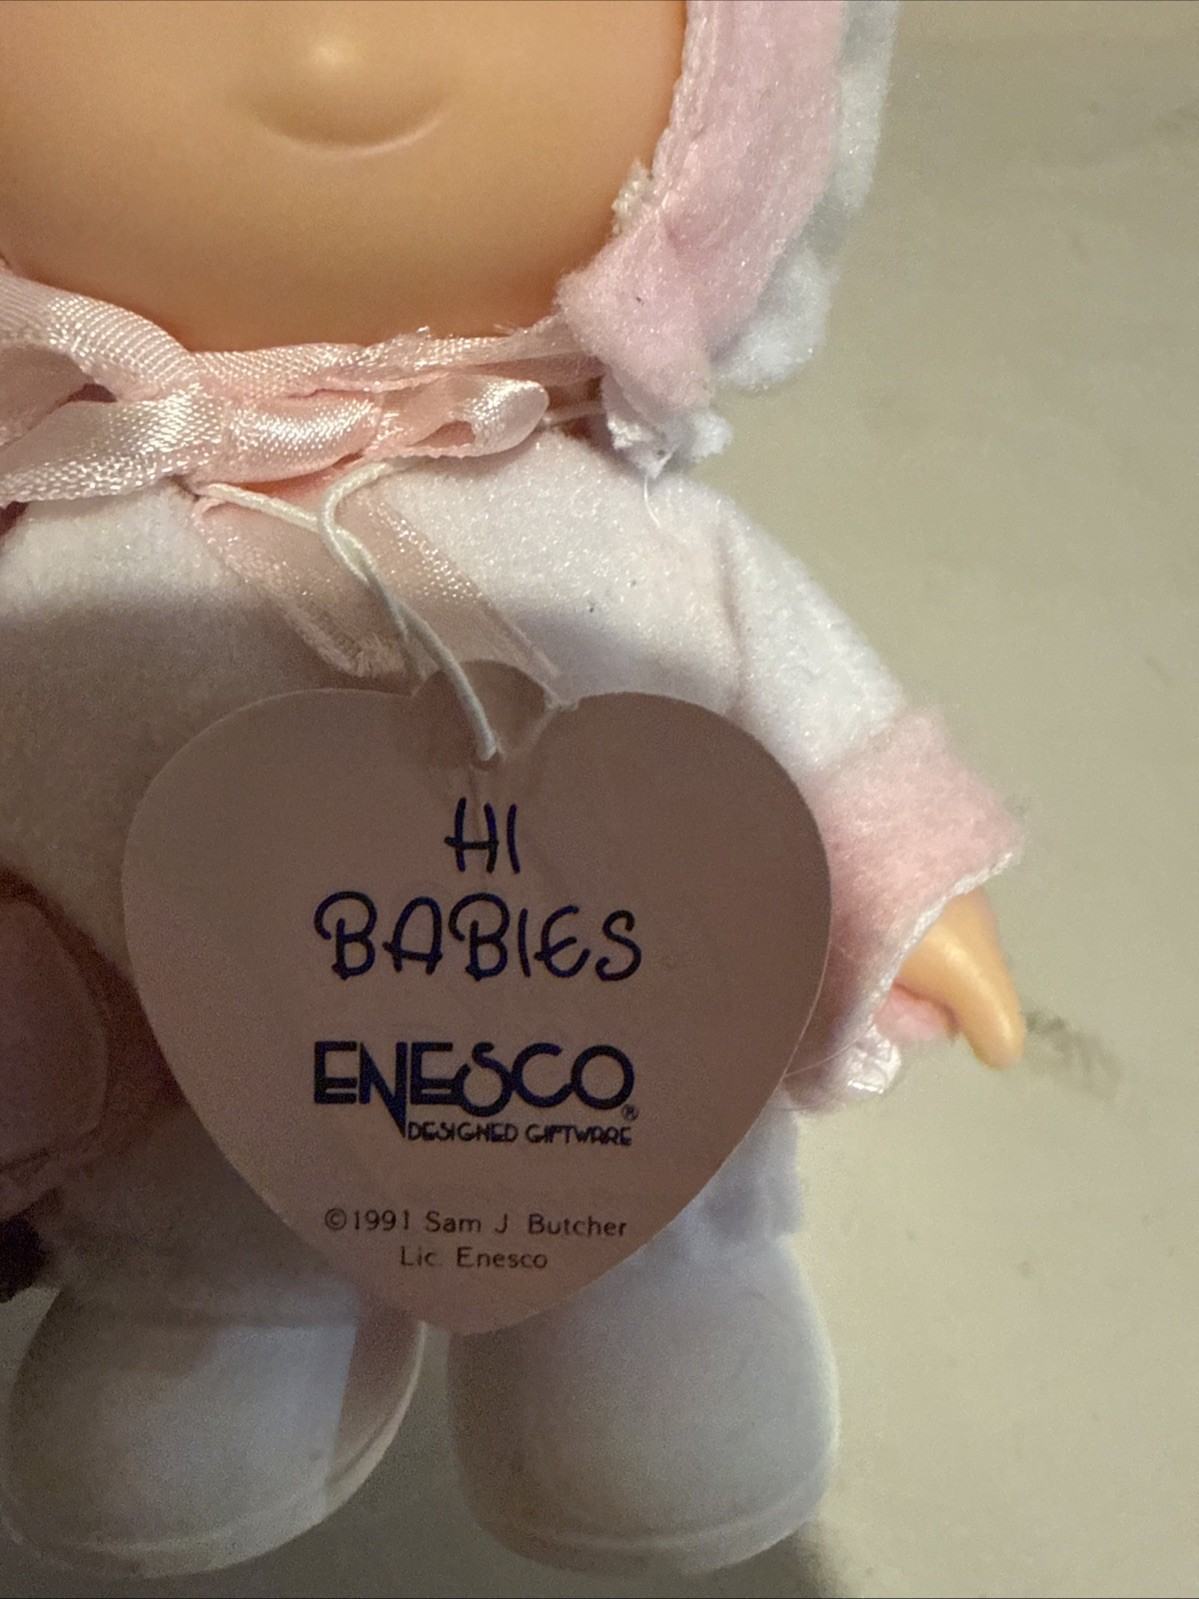 HI
BABIES
ENESCO®
DESIGNED GIFTWARE
©1991 Sam J. Butcher
Lic. Enesco